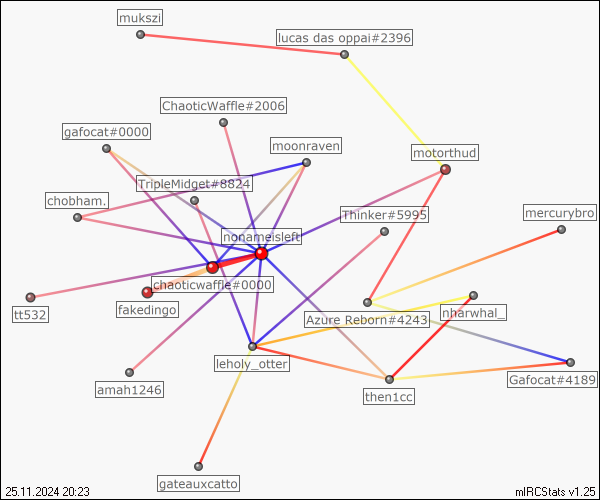 mukszi
lucas das oppai#2396
ChaoticWaffle#2006
gafocat#0000
moonraven
motorthud
TripleMidget#8824
chobham.
Thinker#5995
mercurybro
nonameisleft
chaoticwaffle#0000
tt532
fakedingo
Azure Reborn#4243
nharwhal_
leholy_otter
amah1246
Gafocat#4189
then1cc
gateauxcatto
25.11.2024 20:23
mIRCStats v1.25